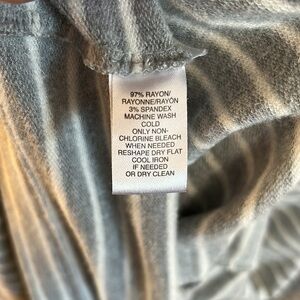 97% RAYON/
RAYONNE/RAYÓN
3% SPANDEX
MACHINE WASH
COLD
ONLY NON-
CHLORINE BLEACH
WHEN NEEDED
RESHAPE DRY FLAT
COOL IRON
IF NEEDED
OR DRY CLEAN